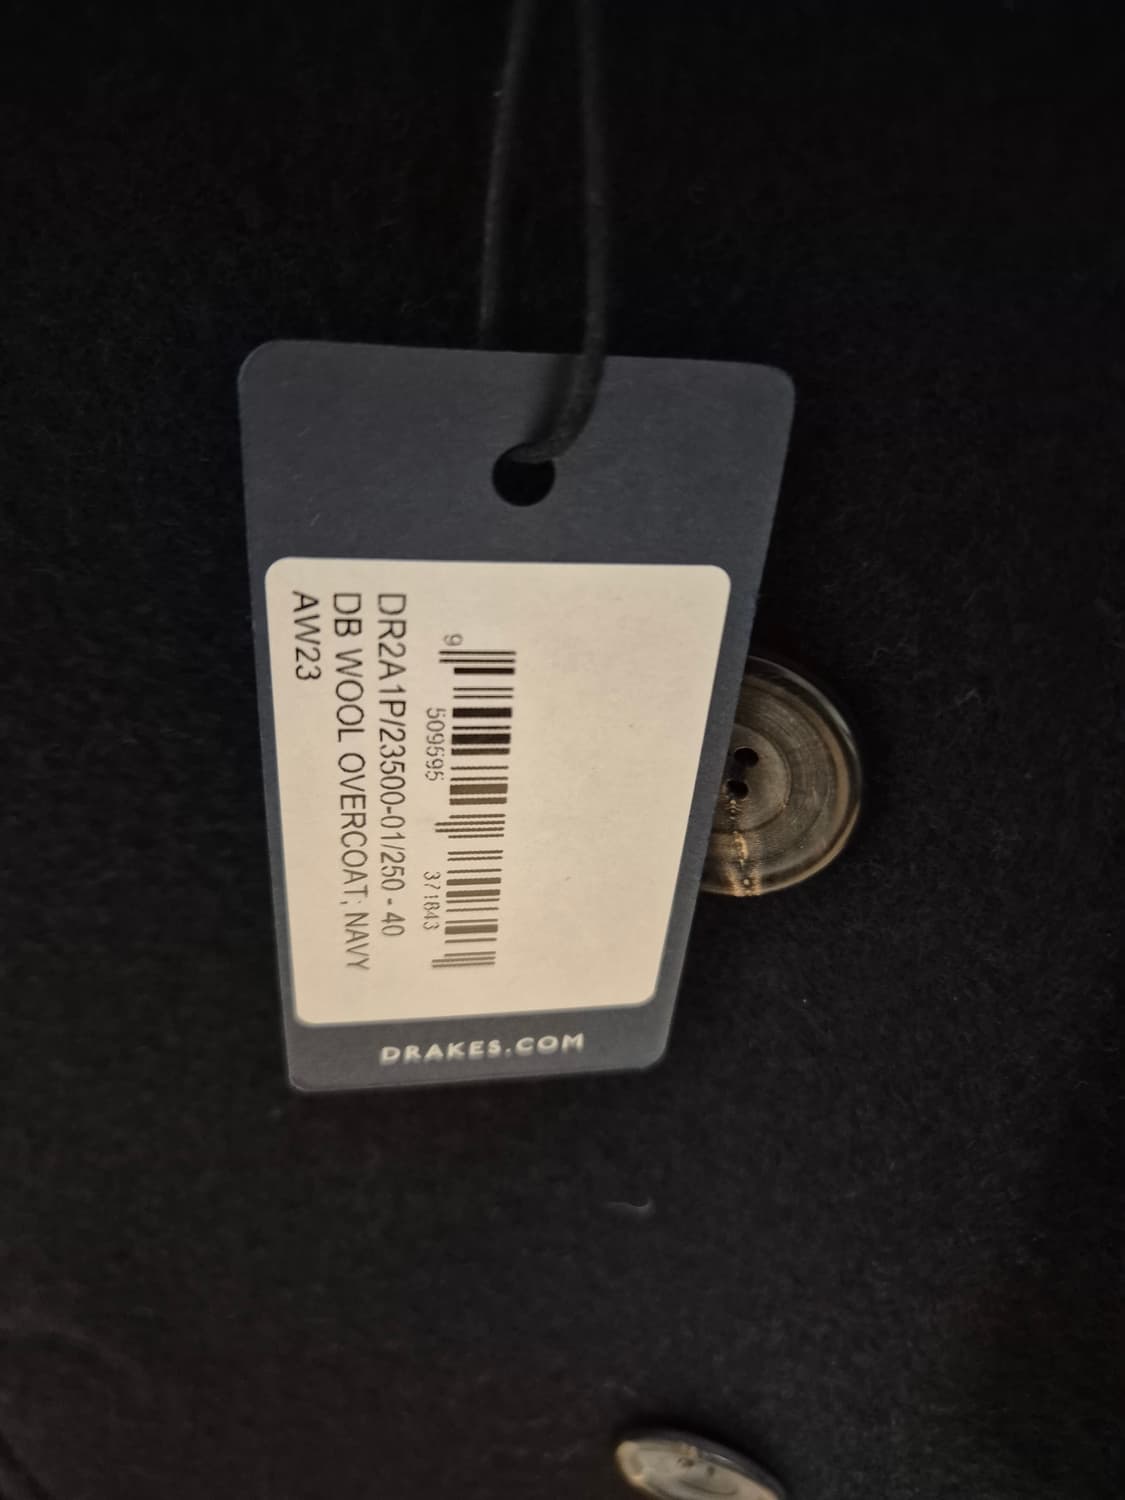 9 509595 371843
DR2A1P/23500-01/250 - 40
DB WOOL OVERCOAT; NAVY
AW23
DRAKES.COM